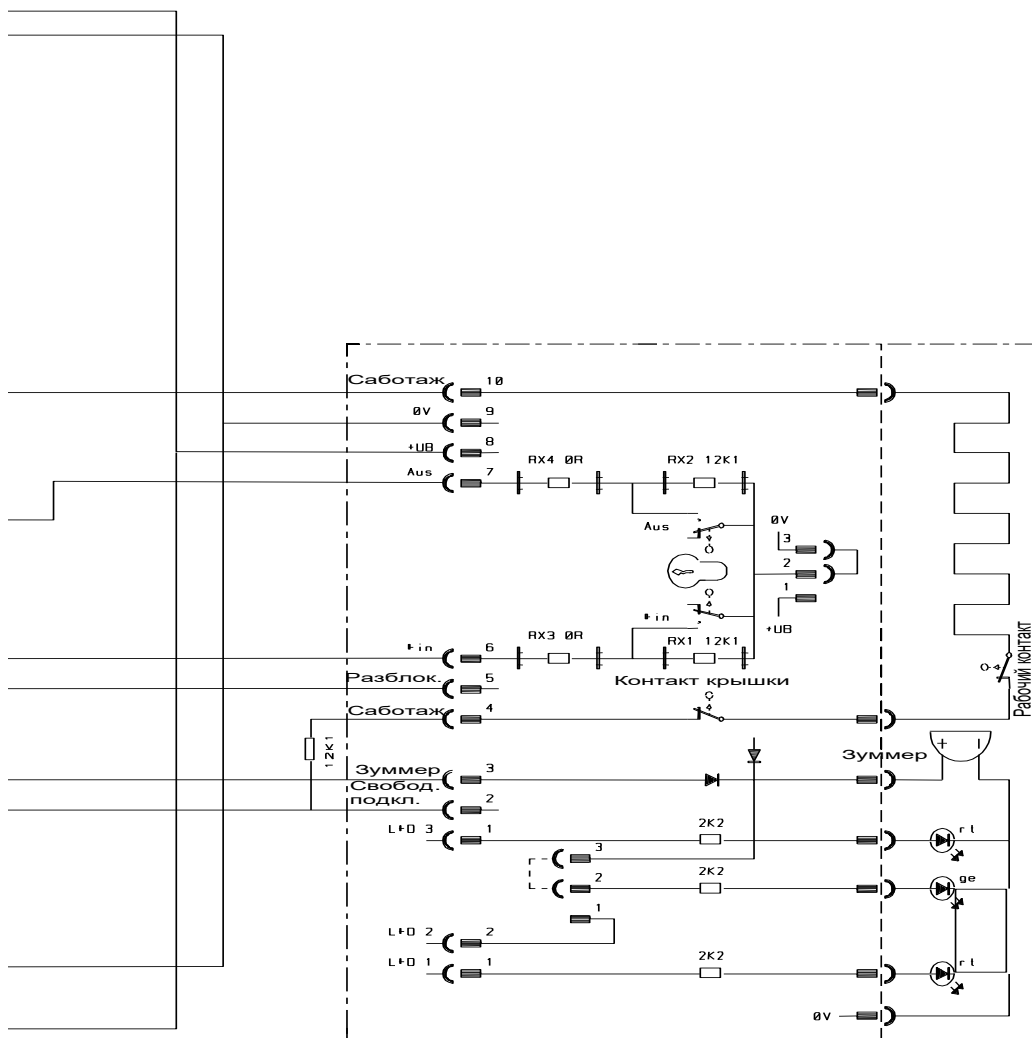 Саботаж 10
0V 9
+UB 8
Aus 7
RX4 0R
RX2 12K1
Aus
0V
3
2
1
+UB
Ein
Ein 6
RX3 0R
RX1 12K1
Разблок. 5
Контакт крышки
Саботаж 4
Рабочий контакт
12K1
+ -
Зуммер 3
Зуммер
Свобод.
подкл. 2
LED 3 1
2K2
rt
3
2
2K2
ge
1
LED 2 2
LED 1 1
2K2
rt
0V